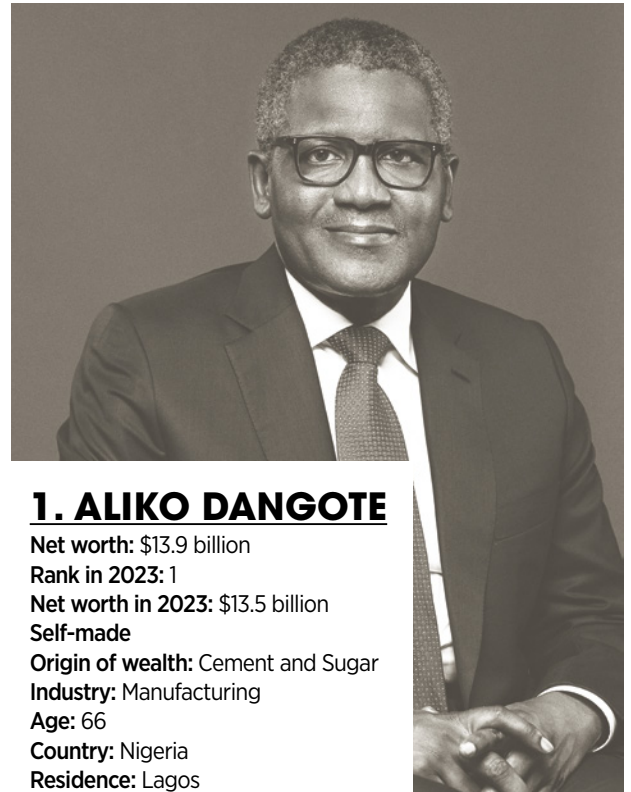 1. ALIKO DANGOTE
Net worth: $13.9 billion
Rank in 2023: 1
Net worth in 2023: $13.5 billion
Self-made
Origin of wealth: Cement and Sugar
Industry: Manufacturing
Age: 66
Country: Nigeria
Residence: Lagos